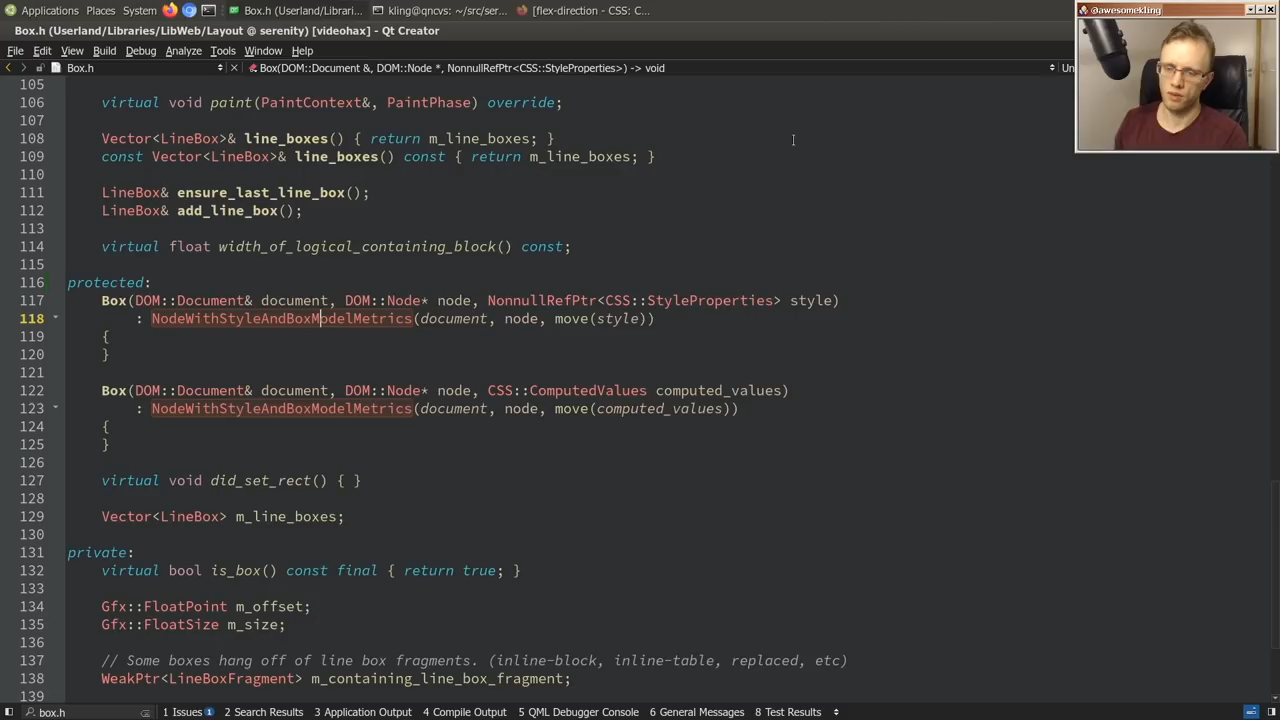 Applications Places System Box.h (Userland/Librari... kling@qncvs: ~/src/ser... [flex-direction - CSS: C...
@awesomekling
Box.h (Userland/Libraries/LibWeb/Layout @ serenity) [videohax] - Qt Creator
File Edit View Build Debug Analyze Tools Window Help
Box.h Box(DOM::Document &, DOM::Node *, NonnullRefPtr<CSS::StyleProperties>) -> void Un
105
106 virtual void paint(PaintContext&, PaintPhase) override;
107
108 Vector<LineBox>& line_boxes() { return m_line_boxes; }
109 const Vector<LineBox>& line_boxes() const { return m_line_boxes; }
110
111 LineBox& ensure_last_line_box();
112 LineBox& add_line_box();
113
114 virtual float width_of_logical_containing_block() const;
115
116 protected:
117 Box(DOM::Document& document, DOM::Node* node, NonnullRefPtr<CSS::StyleProperties> style)
118 : NodeWithStyleAndBoxModelMetrics(document, node, move(style))
119 {
120 }
121
122 Box(DOM::Document& document, DOM::Node* node, CSS::ComputedValues computed_values)
123 : NodeWithStyleAndBoxModelMetrics(document, node, move(computed_values))
124 {
125 }
126
127 virtual void did_set_rect() { }
128
129 Vector<LineBox> m_line_boxes;
130
131 private:
132 virtual bool is_box() const final { return true; }
133
134 Gfx::FloatPoint m_offset;
135 Gfx::FloatSize m_size;
136
137 // Some boxes hang off of line box fragments. (inline-block, inline-table, replaced, etc)
138 WeakPtr<LineBoxFragment> m_containing_line_box_fragment;
139
box.h 1 Issues 1 2 Search Results 3 Application Output 4 Compile Output 5 QML Debugger Console 6 General Messages 8 Test Results